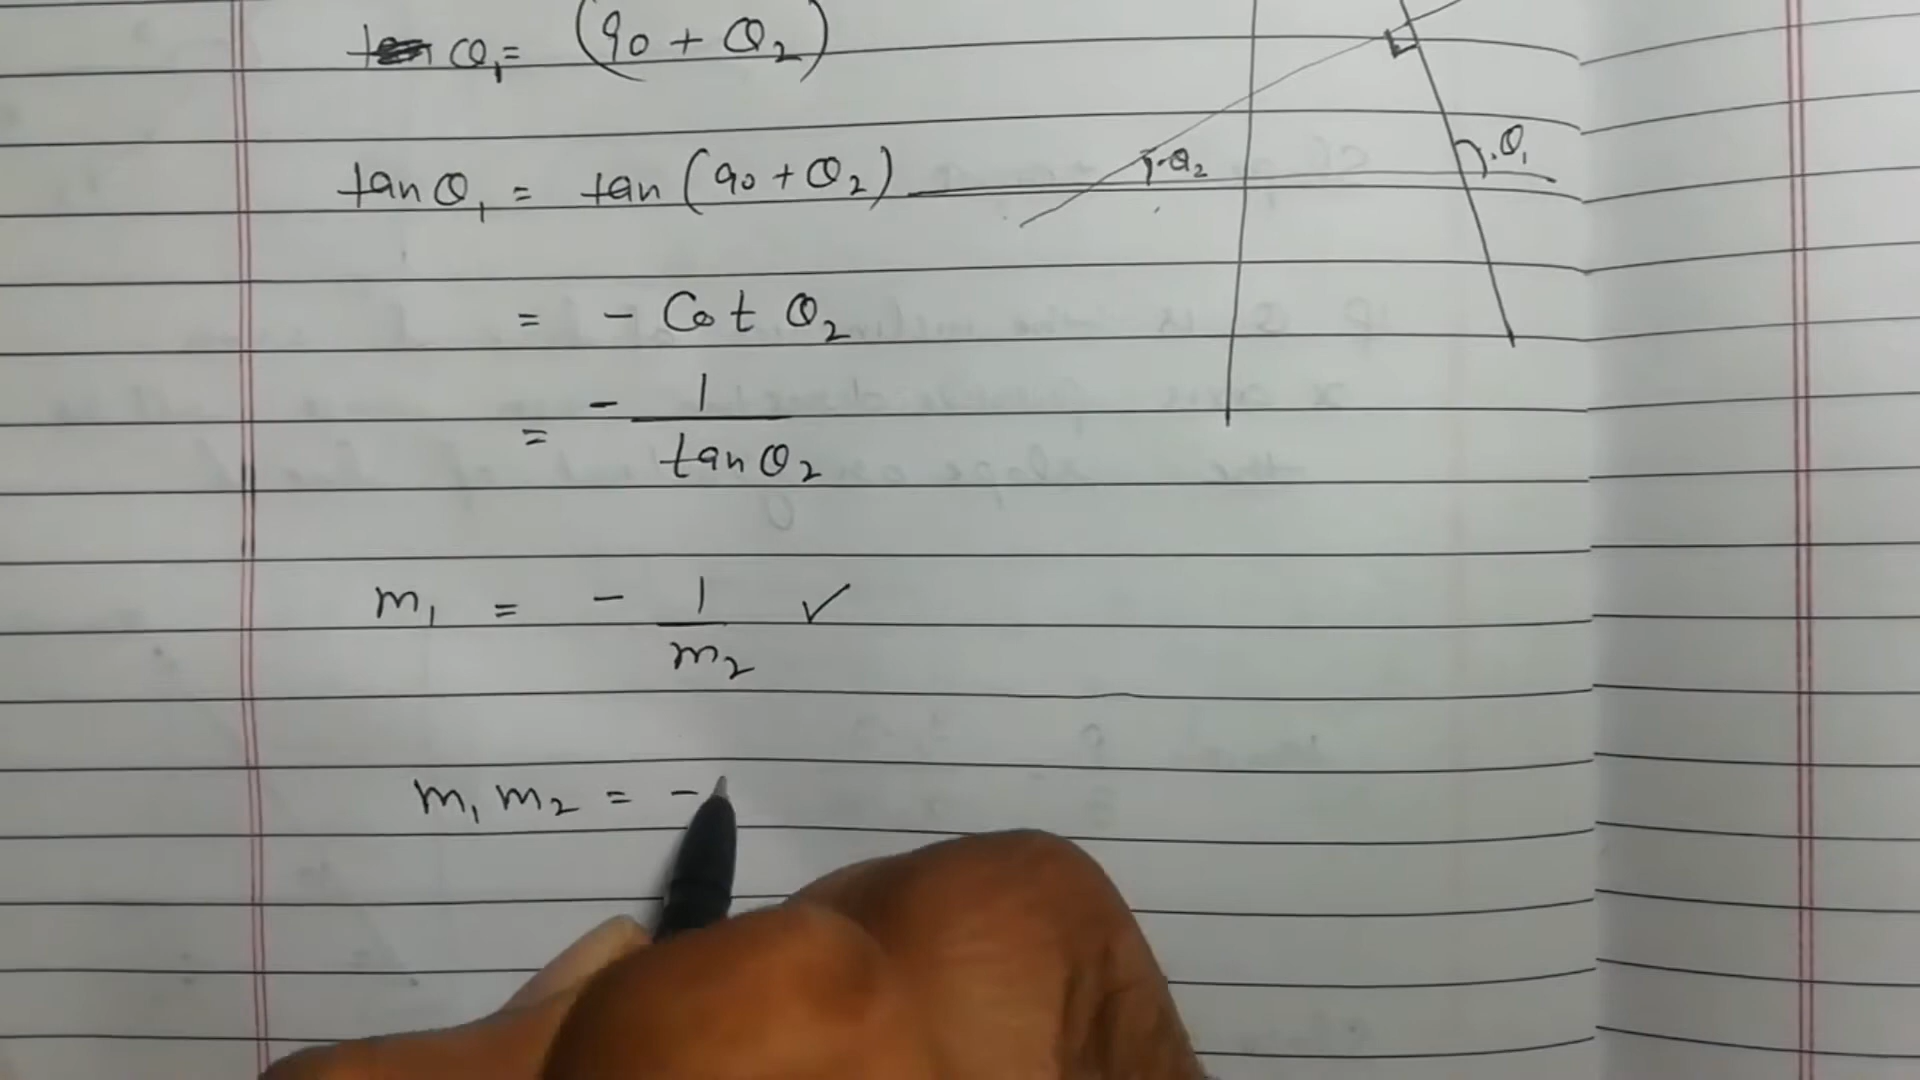 θ₁ = (90 + θ₂)
tan θ₁ = tan (90 + θ₂)
θ₂
θ₁
= - Cot θ₂
= - 1 / tan θ₂
m₁ = - 1 / m₂ ✓
m₁ m₂ = -